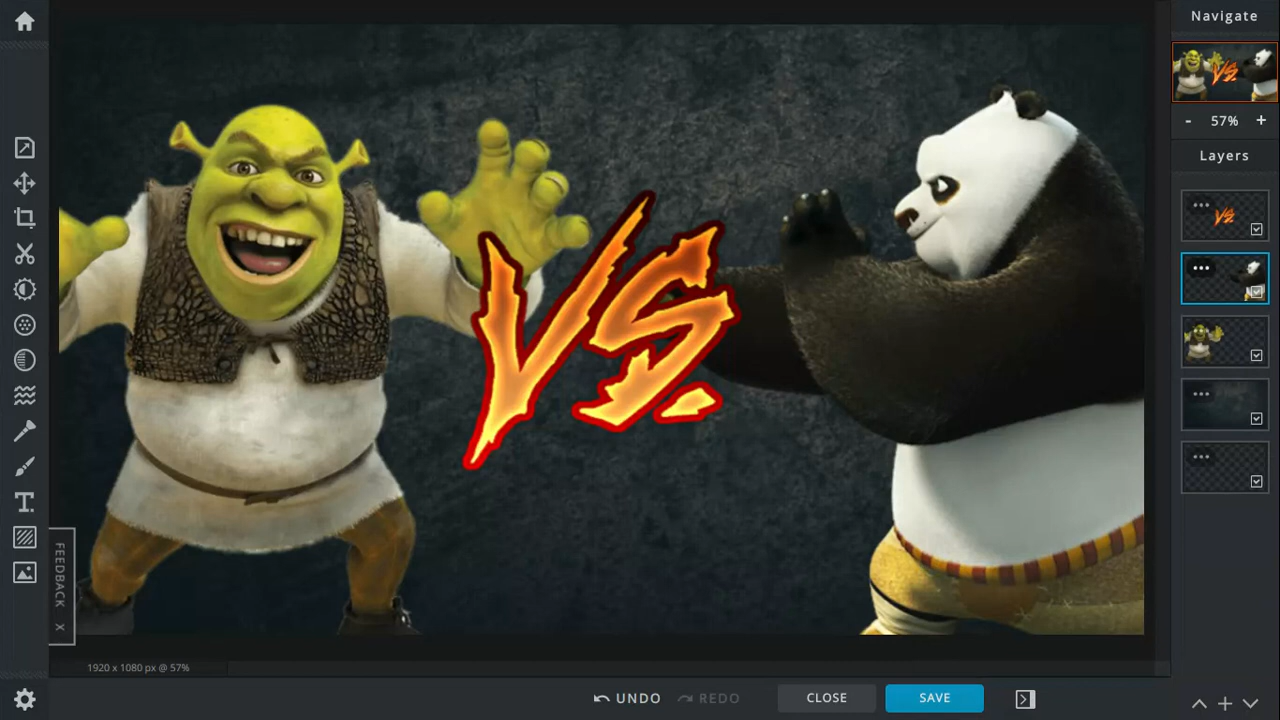 Navigate
- 57% +
Layers
VS.
FEEDBACK X
1920 x 1080 px @ 57%
UNDO
REDO
CLOSE
SAVE